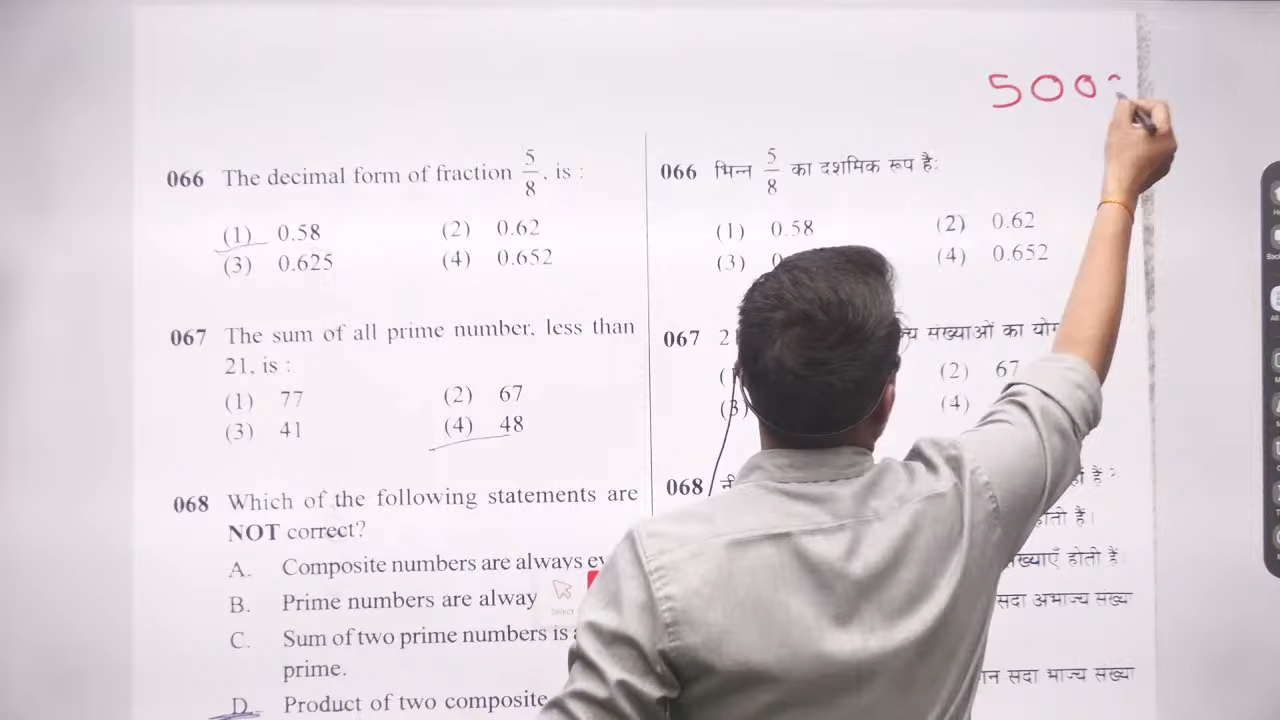 500
066 The decimal form of fraction 5/8, is :
(1) 0.58 (2) 0.62
(3) 0.625 (4) 0.652
067 The sum of all prime number, less than
21, is :
(1) 77 (2) 67
(3) 41 (4) 48
068 Which of the following statements are
NOT correct?
A. Composite numbers are always
B. Prime numbers are alway
C. Sum of two prime numbers is
prime.
D. Product of two composite
066 भिन्न 5/8 का दशमिक रूप है:
(1) 0.58 (2) 0.62
(3) (4) 0.652
067 संख्याओं का
(2) 67
(3) (4)
068
होती हैं।
होती हैं
सदा अभाज्य संख्या
सदा भाज्य संख्या
Select